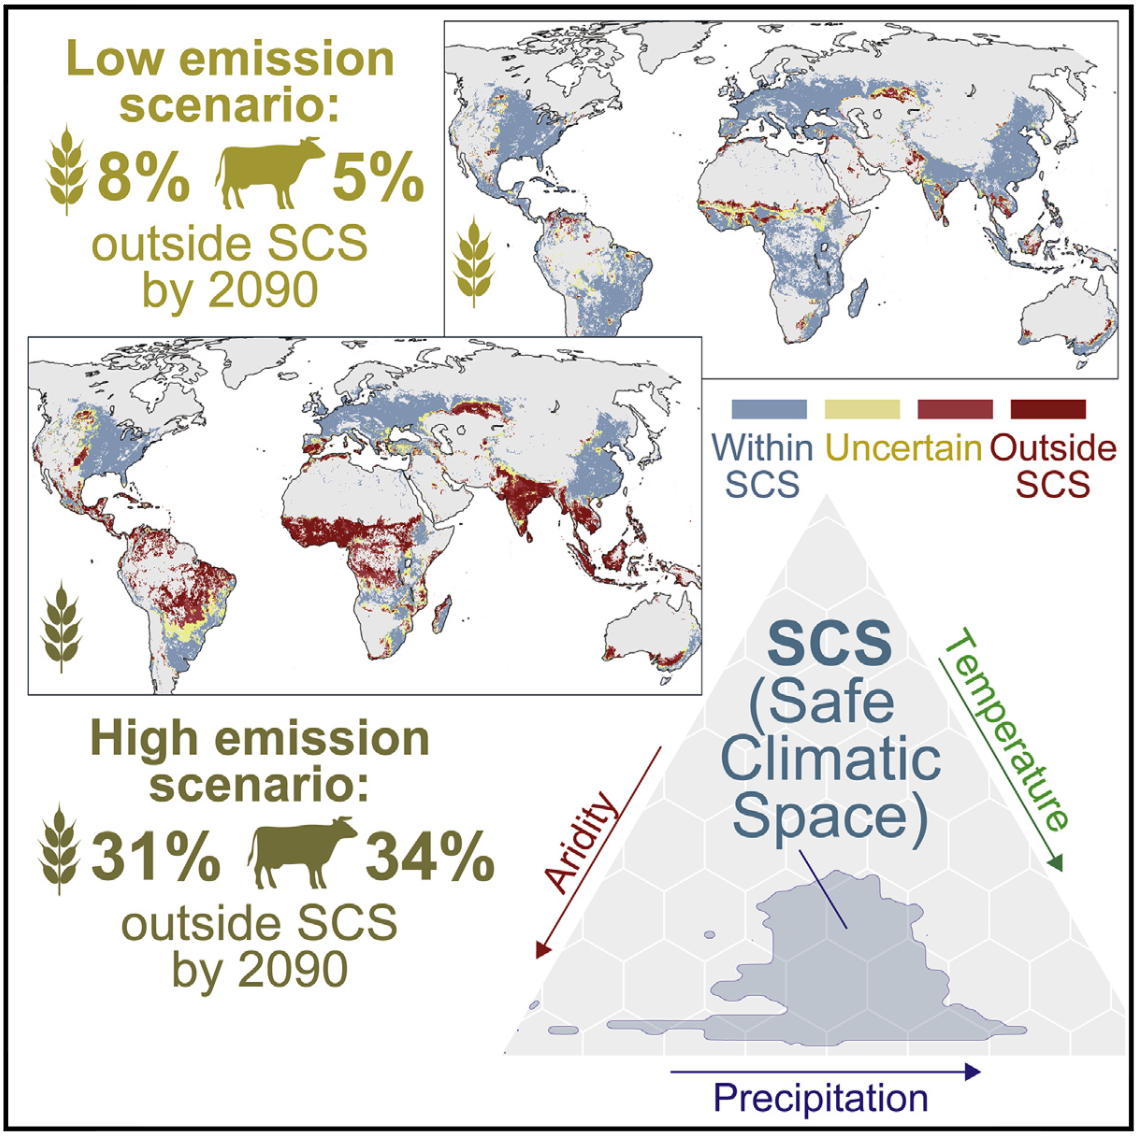 Low emission
scenario:
8% 5%
outside SCS
by 2090
Within
SCS
Uncertain
Outside
SCS
High emission
scenario:
31% 34%
outside SCS
by 2090
SCS
(Safe
Climatic
Space)
Temperature
Aridity
Precipitation